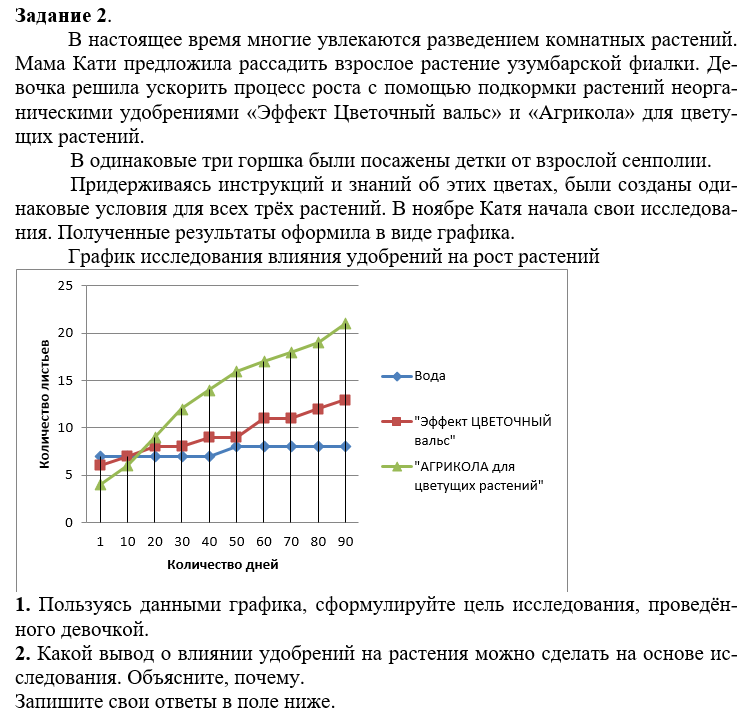 Задание 2.
В настоящее время многие увлекаются разведением комнатных растений.
Мама Кати предложила рассадить взрослое растение узумбарской фиалки. Де-
вочка решила ускорить процесс роста с помощью подкормки растений неорга-
ническими удобрениями «Эффект Цветочный вальс» и «Агрикола» для цвету-
щих растений.
В одинаковые три горшка были посажены детки от взрослой сенполии.
Придерживаясь инструкций и знаний об этих цветах, были созданы оди-
наковые условия для всех трёх растений. В ноябре Катя начала свои исследова-
ния. Полученные результаты оформила в виде графика.
График исследования влияния удобрений на рост растений
Количество листьев
25
20
15
10
5
0
1 10 20 30 40 50 60 70 80 90
Количество дней
Вода
"Эффект ЦВЕТОЧНЫЙ
вальс"
"АГРИКОЛА для
цветущих растений"
1. Пользуясь данными графика, сформулируйте цель исследования, проведён-
ного девочкой.
2. Какой вывод о влиянии удобрений на растения можно сделать на основе ис-
следования. Объясните, почему.
Запишите свои ответы в поле ниже.